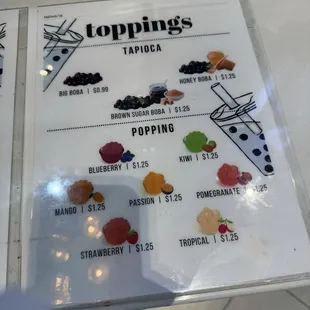 toppings
TAPIOCA
BIG BOBA | $0.99
HONEY BOBA | $1.25
BROWN SUGAR BOBA | $1.25
POPPING
BLUEBERRY | $1.25
KIWI | $1.25
MANGO | $1.25
PASSION | $1.25
POMEGRANATE | $1.25
STRAWBERRY | $1.25
TROPICAL | $1.25